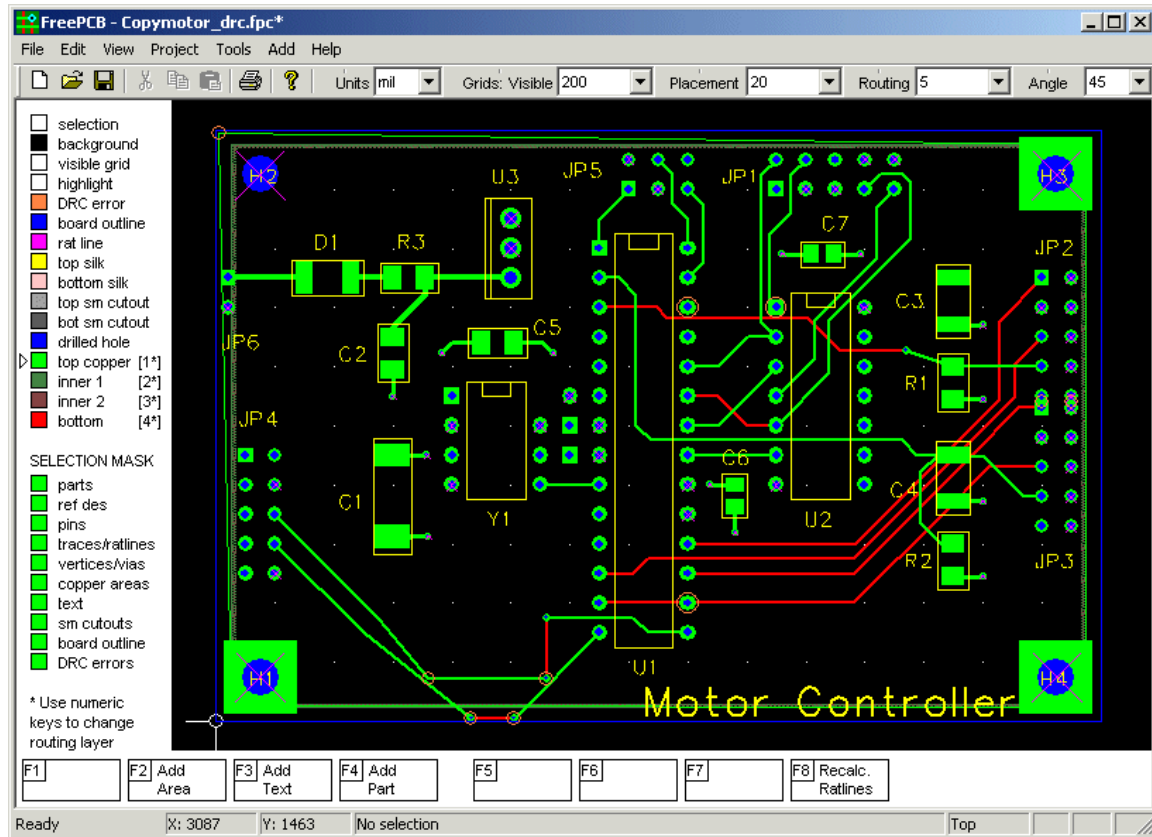 FreePCB - Copymotor_drc.fpc*
File Edit View Project Tools Add Help
Units mil Grids: Visible 200 Placement 20 Routing 5 Angle 45
selection
background
visible grid
highlight
DRC error
board outline
rat line
top silk
bottom silk
top sm cutout
bot sm cutout
drilled hole
top copper [1*]
inner 1 [2*]
inner 2 [3*]
bottom [4*]
SELECTION MASK
parts
ref des
pins
traces/ratlines
vertices/vias
copper areas
text
sm cutouts
board outline
DRC errors
* Use numeric
keys to change
routing layer
H2 U3 JP5 JP1 H3
D1 R3 C7 JP2
C3
JP6 C2 C5
R1
JP4
C6
C1 Y1 U2 C4
R2 JP3
H1 U1 H4
Motor Controller
F1 F2 Add Area F3 Add Text F4 Add Part F5 F6 F7 F8 Recalc. Ratlines
Ready X: 3087 Y: 1463 No selection Top